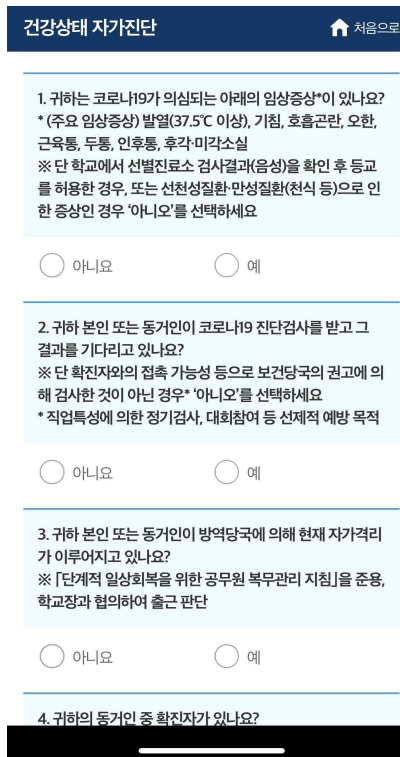 건강상태 자가진단
처음으로
1. 귀하는 코로나19가 의심되는 아래의 임상증상*이 있나요?
* (주요 임상증상) 발열(37.5℃ 이상), 기침, 호흡곤란, 오한,
근육통, 두통, 인후통, 후각·미각소실
※ 단 학교에서 선별진료소 검사결과(음성)을 확인 후 등교
를 허용한 경우, 또는 선천성질환·만성질환(천식 등)으로 인
한 증상인 경우 ‘아니오’를 선택하세요
아니요 예
2. 귀하 본인 또는 동거인이 코로나19 진단검사를 받고 그
결과를 기다리고 있나요?
※ 단 확진자와의 접촉 가능성 등으로 보건당국의 권고에 의
해 검사한 것이 아닌 경우* ‘아니오’를 선택하세요
* 직업특성에 의한 정기검사, 대회참여 등 선제적 예방 목적
아니요 예
3. 귀하 본인 또는 동거인이 방역당국에 의해 현재 자가격리
가 이루어지고 있나요?
※ 「단계적 일상회복을 위한 공무원 복무관리 지침」을 준용,
학교장과 협의하여 출근 판단
아니요 예
4. 귀하의 동거인 중 확진자가 있나요?